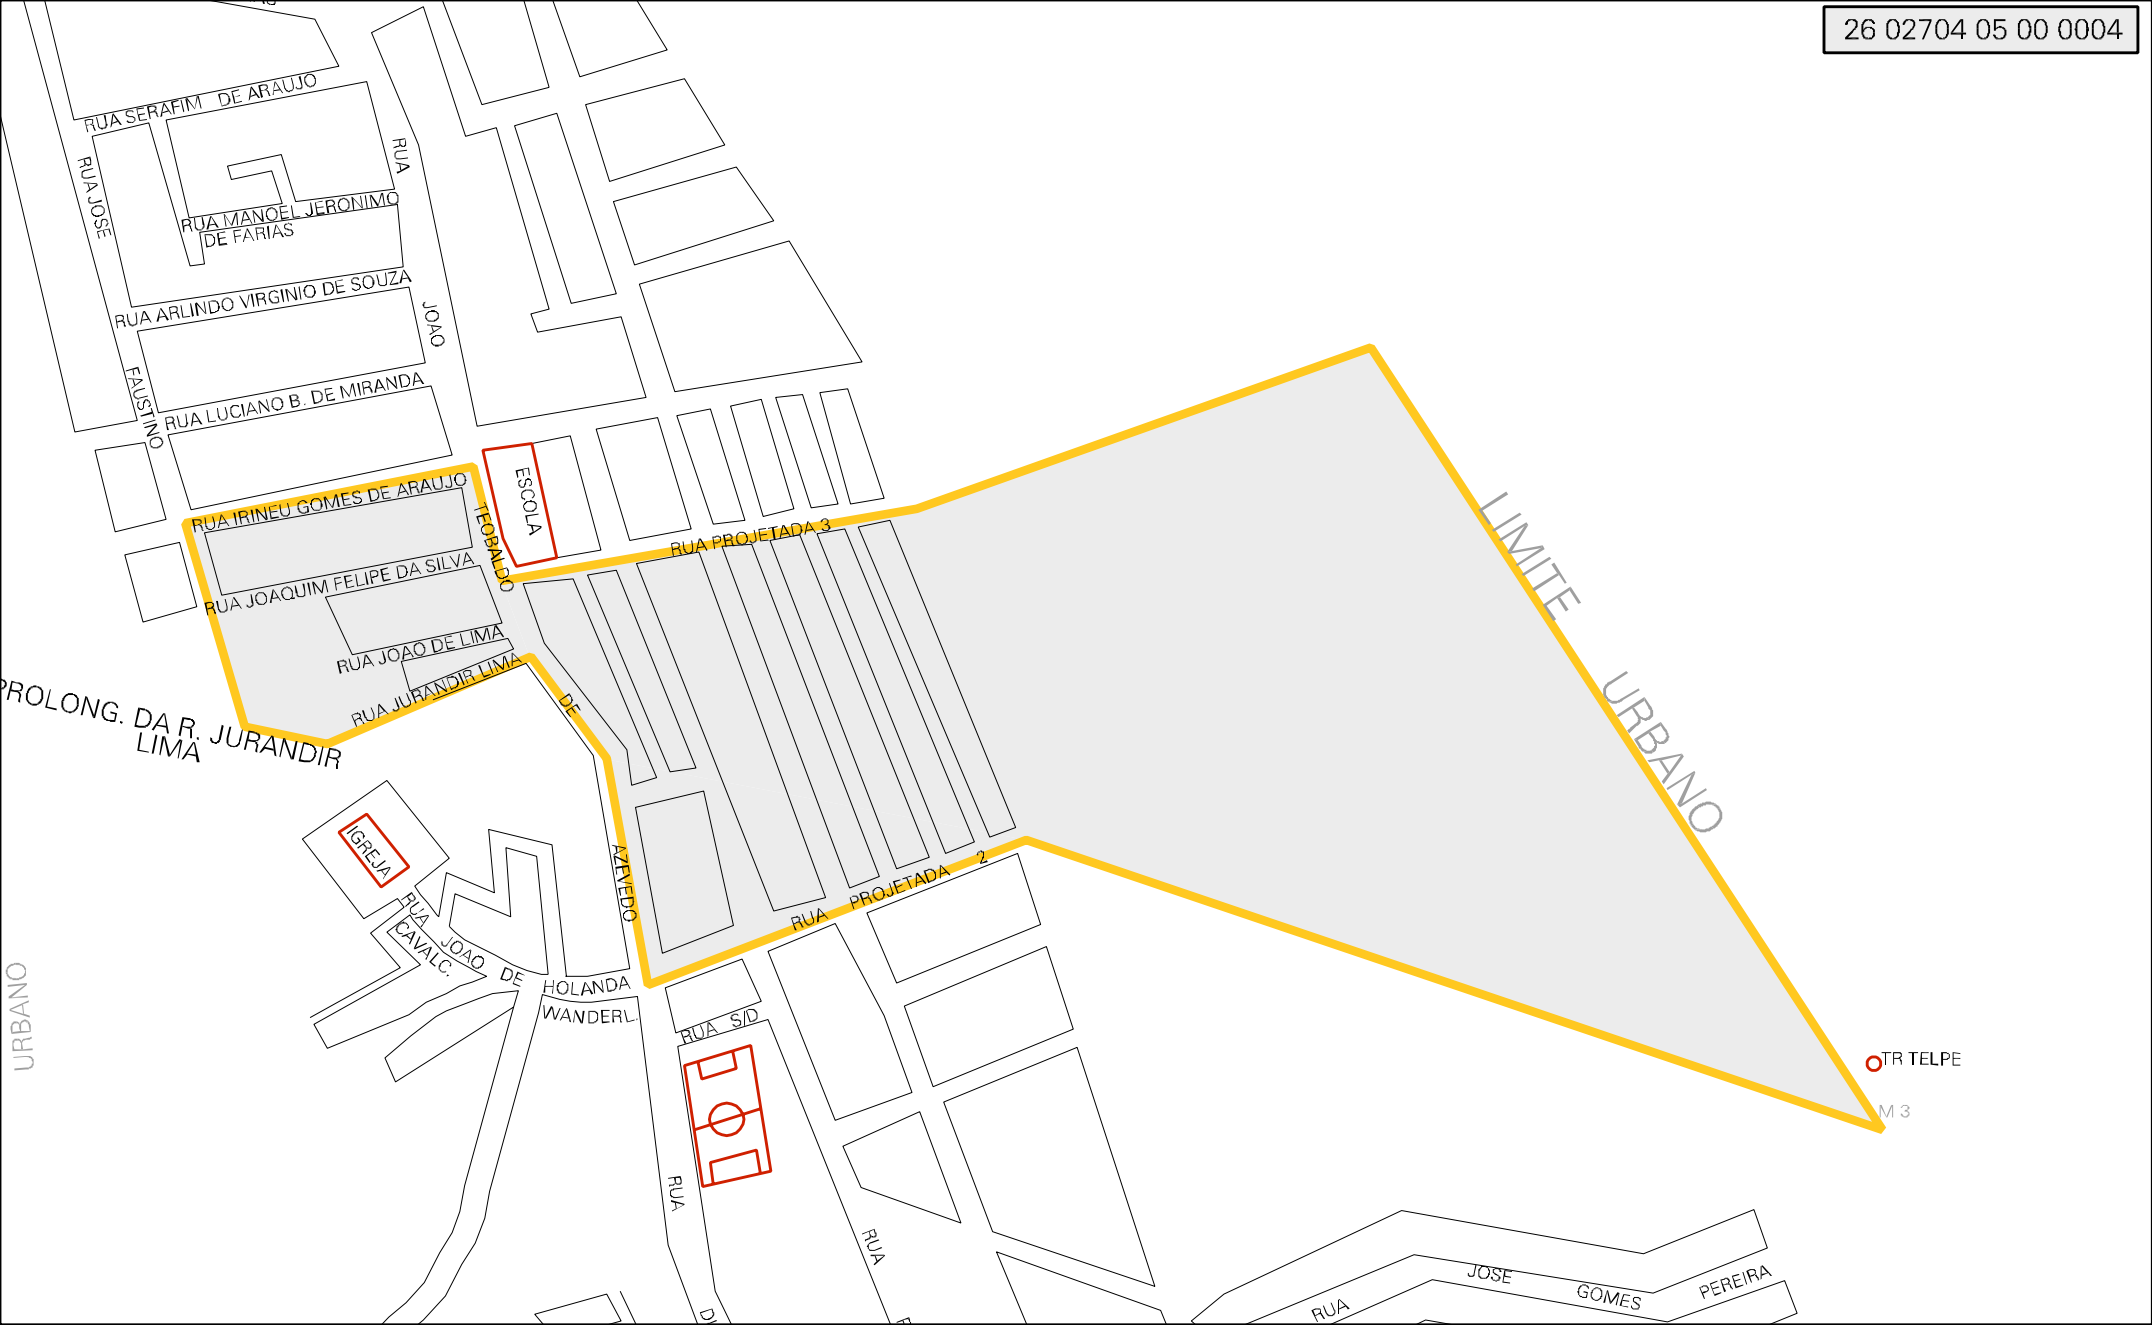 26 02704 05 00 0004
RUA SERAFIM DE ARAUJO
RUA JOSE
FAUSTINO
RUA
JOAO
TEOBALDO
DE
AZEVEDO
RUA MANOEL JERONIMO
DE FARIAS
RUA ARLINDO VIRGINIO DE SOUZA
RUA LUCIANO B. DE MIRANDA
ESCOLA
RUA IRINEU GOMES DE ARAUJO
RUA PROJETADA 3
RUA JOAQUIM FELIPE DA SILVA
RUA JOAO DE LIMA
RUA JURANDIR LIMA
PROLONG. DA R. JURANDIR
LIMA
LIMITE URBANO
IGREJA
RUA PROJETADA 2
RUA JOAO DE HOLANDA
CAVALC. WANDERL.
URBANO
RUA S/D
TR TELPE
M 3
RUA
RUA
RUA JOSE GOMES PEREIRA